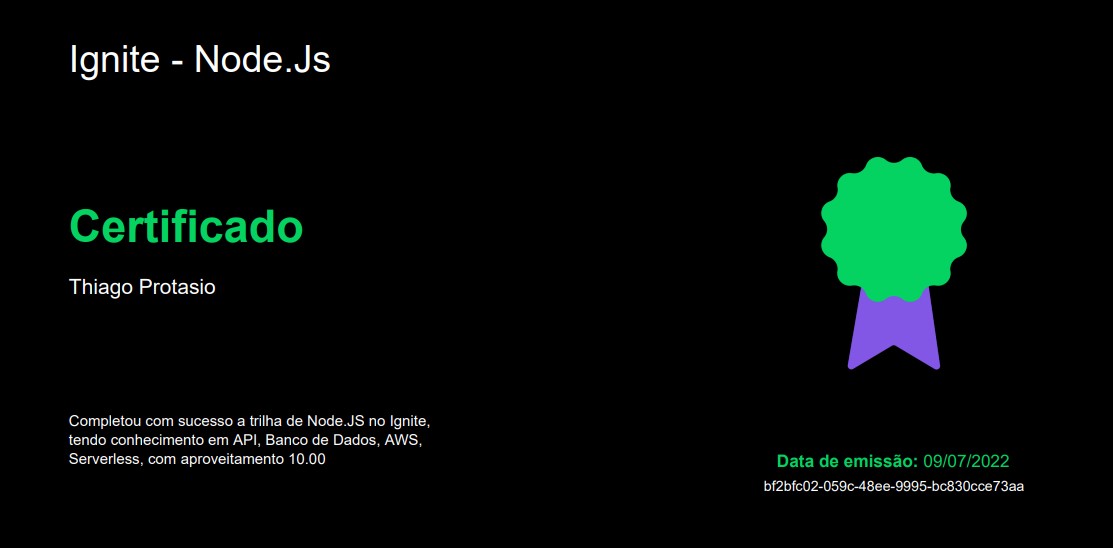 Ignite - Node.Js
Certificado
Thiago Protasio
Completou com sucesso a trilha de Node.JS no Ignite,
tendo conhecimento em API, Banco de Dados, AWS,
Serverless, com aproveitamento 10.00
Data de emissão: 09/07/2022
bf2bfc02-059c-48ee-9995-bc830cce73aa